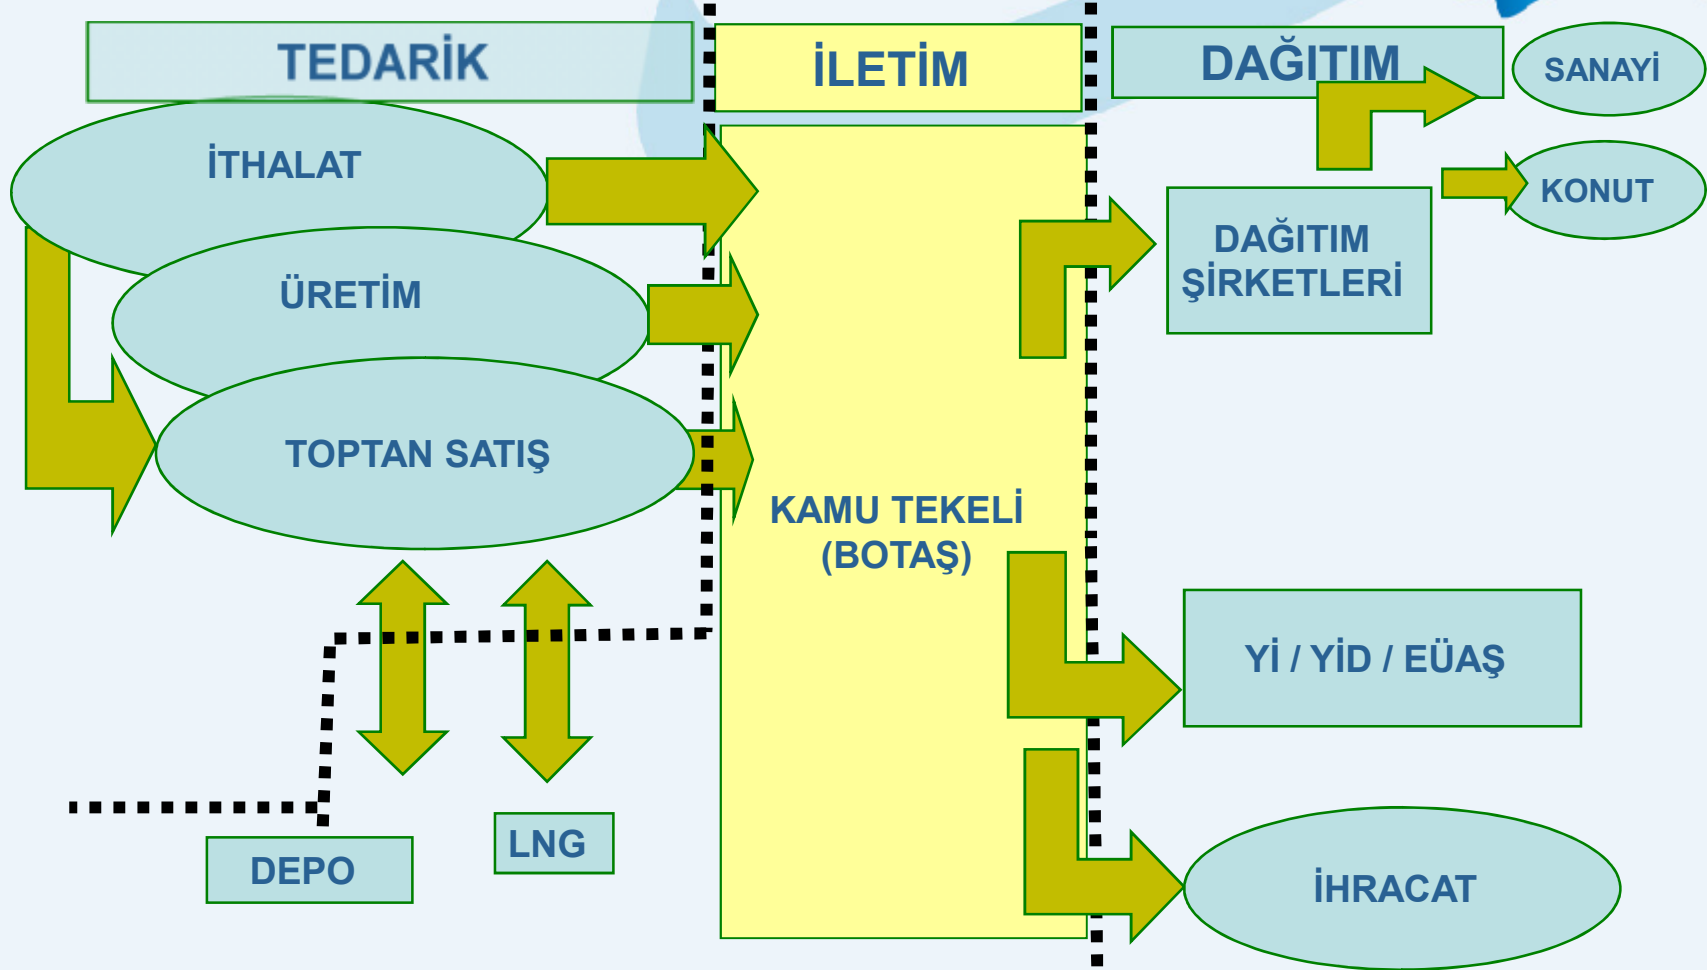 TEDARİK
İLETİM
DAĞITIM
SANAYİ
KONUT
İTHALAT
ÜRETİM
TOPTAN SATIŞ
KAMU TEKELİ
(BOTAŞ)
DAĞITIM
ŞİRKETLERİ
Yİ / YİD / EÜAŞ
İHRACAT
LNG
DEPO